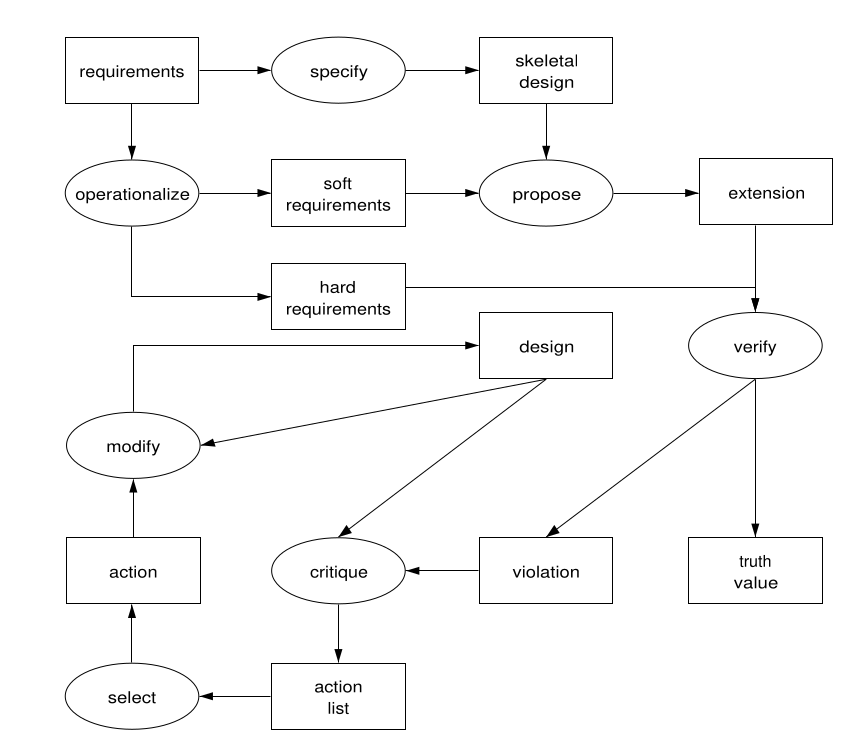 requirements
specify
skeletal
design
operationalize
soft
requirements
propose
extension
hard
requirements
design
verify
modify
action
critique
violation
truth
value
select
action
list